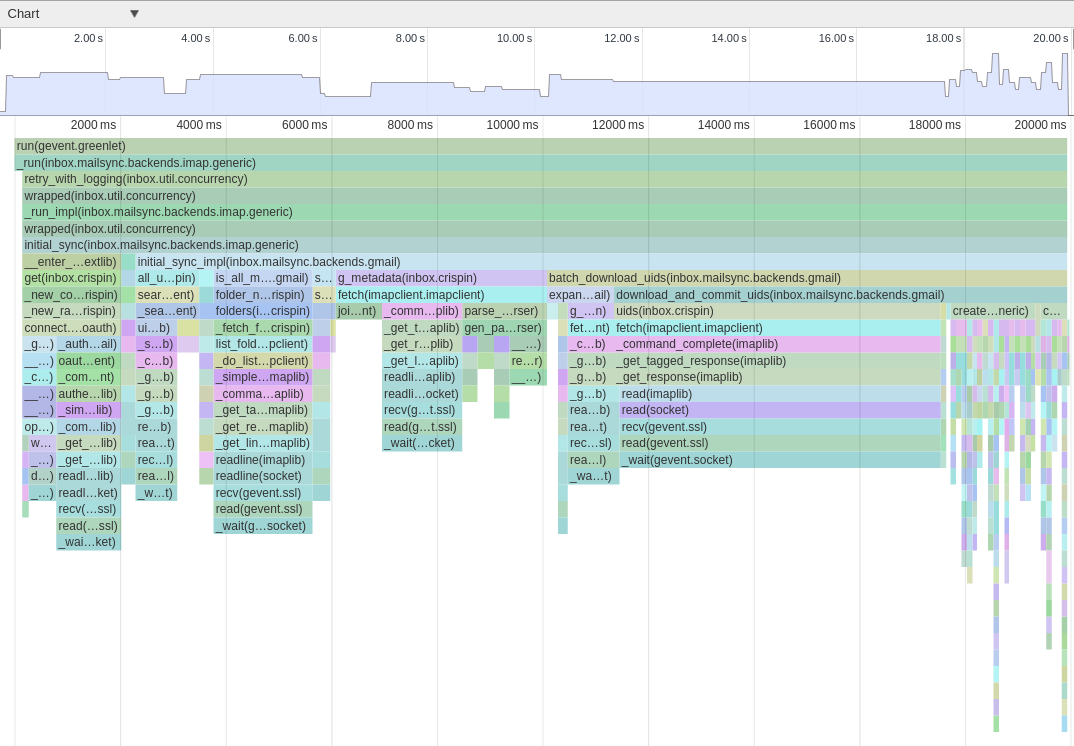 Chart ▼
2.00 s 4.00 s 6.00 s 8.00 s 10.00 s 12.00 s 14.00 s 16.00 s 18.00 s 20.00 s
2000 ms 4000 ms 6000 ms 8000 ms 10000 ms 12000 ms 14000 ms 16000 ms 18000 ms 20000 ms
run(gevent.greenlet)
_run(inbox.mailsync.backends.imap.generic)
retry_with_logging(inbox.util.concurrency)
wrapped(inbox.util.concurrency)
_run_impl(inbox.mailsync.backends.imap.generic)
wrapped(inbox.util.concurrency)
initial_sync(inbox.mailsync.backends.imap.generic)
__enter_…extlib) initial_sync_impl(inbox.mailsync.backends.gmail)
get(inbox.crispin) all_u…pin) is_all_m…gmail) s… g_metadata(inbox.crispin) batch_download_uids(inbox.mailsync.backends.gmail)
_new_co…rispin) sear…ent) folder_n…rispin) s… fetch(imapclient.imapclient) expan…ail) download_and_commit_uids(inbox.mailsync.backends.gmail)
_new_ra…rispin) _sea…ent) folders(i…crispin) joi…nt) _comm…plib) parse_…rser) g_…n) uids(inbox.crispin) create…neric) c…
connect…oauth) ui…b) _fetch_f…crispin) _get_t…aplib) gen_pa…rser) fet…nt) fetch(imapclient.imapclient)
_g…) _auth…ail) _s…b) list_fold…pclient) _get_r…plib) __…) _c…b) _command_complete(imaplib)
__…) oaut…ent) _c…b) _do_list…pclient) _get_l…aplib) re…r) _g…b) _get_tagged_response(imaplib)
_c…) _com…nt) _g…b) _simple…maplib) readli…aplib) __…) _g…b) _get_response(imaplib)
__…) authe…lib) _g…b) _comma…aplib) readli…ocket) _g…b) read(imaplib)
__…) _sim…lib) _g…b) _get_ta…maplib) recv(g…t.ssl) rea…b) read(socket)
op…) _com…lib) re…b) _get_re…maplib) read(g…t.ssl) rea…t) recv(gevent.ssl)
w… _get_…lib) rea…t) _get_lin…maplib) _wait(…cket) rec…sl) read(gevent.ssl)
_…) _get_…lib) rec…l) readline(imaplib) rea…l) _wait(gevent.socket)
d…) readl…lib) rea…l) readline(socket) _wa…t)
_…) readl…ket) _w…t) recv(gevent.ssl)
recv(…ssl) read(gevent.ssl)
read(…ssl) _wait(g…socket)
_wai…ket)